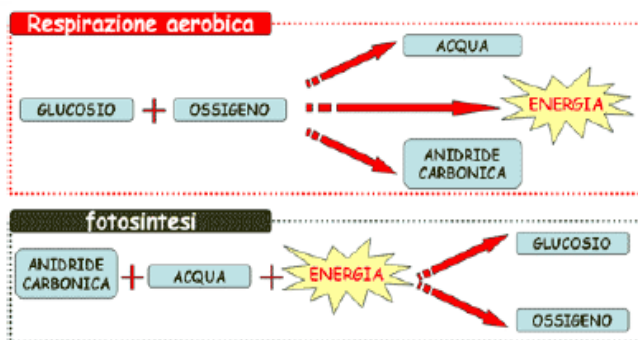 Respirazione aerobica
ACQUA
GLUCOSIO + OSSIGENO
ENERGIA
ANIDRIDE
CARBONICA
fotosintesi
ANIDRIDE
CARBONICA + ACQUA + ENERGIA
GLUCOSIO
OSSIGENO